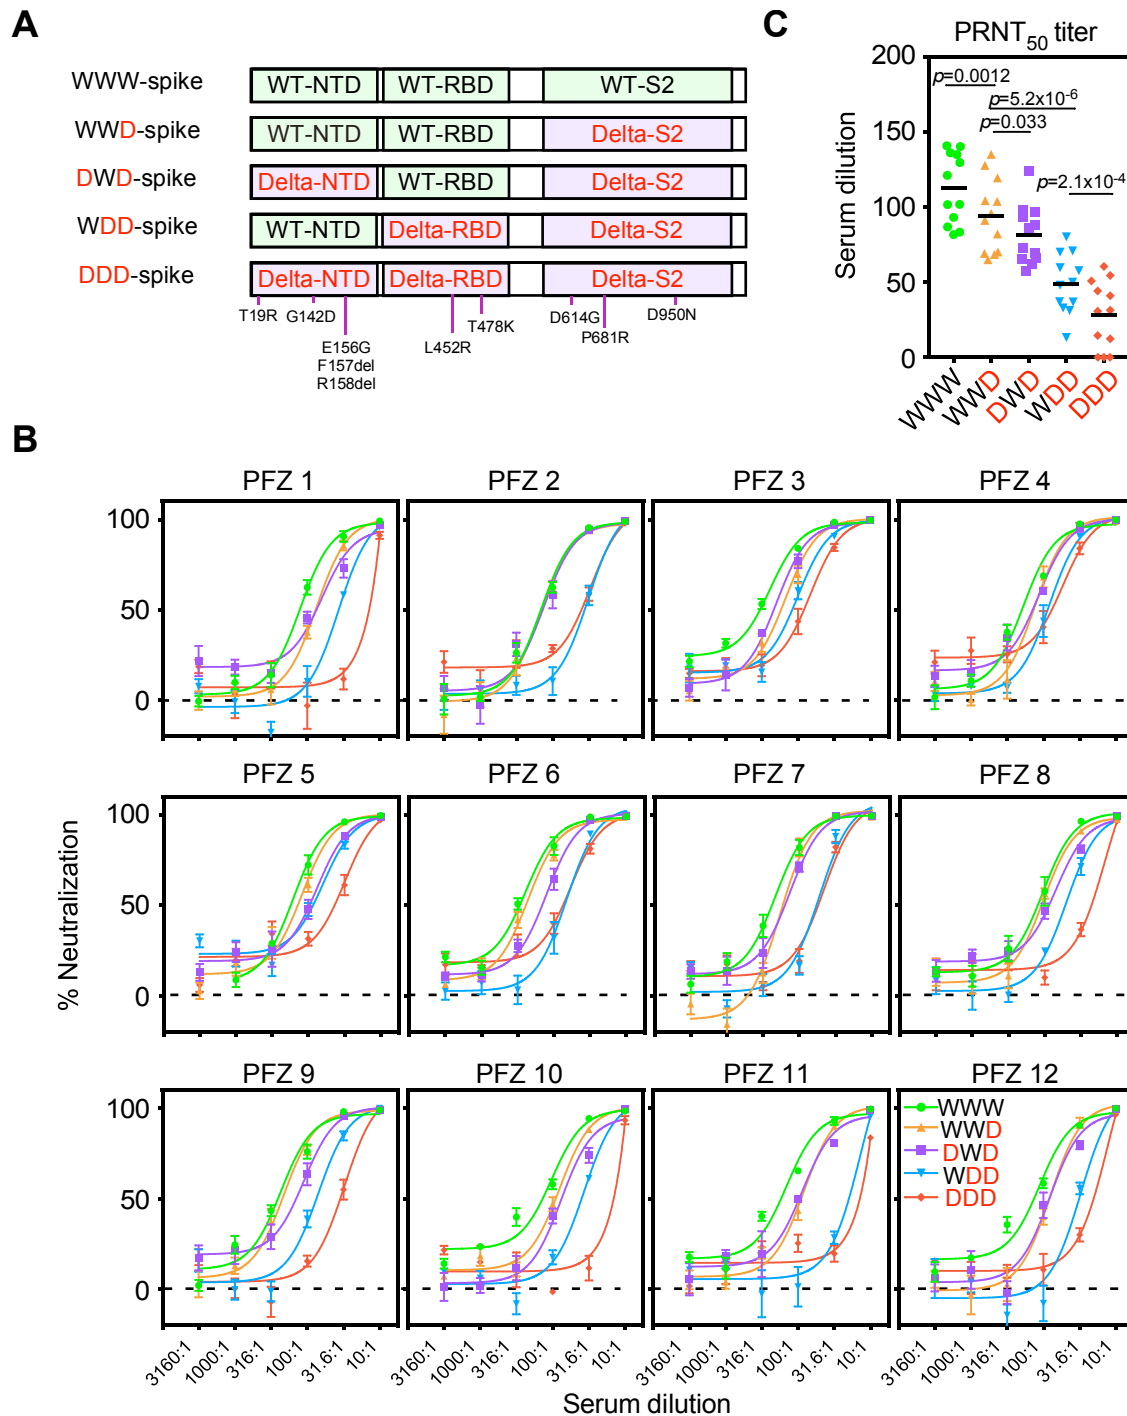 A
WWW-spike
WT-NTD
WT-RBD
WT-S2
WWD-spike
WT-NTD
WT-RBD
Delta-S2
DWD-spike
Delta-NTD
WT-RBD
Delta-S2
WDD-spike
WT-NTD
Delta-RBD
Delta-S2
DDD-spike
Delta-NTD
Delta-RBD
Delta-S2
T19R
G142D
E156G
F157del
R158del
L452R
T478K
D614G
P681R
D950N
C
PRNT50 titer
Serum dilution
200
150
100
50
0
p=0.0012
p=5.2x10-6
p=0.033
p=2.1x10-4
WWW
WWD
DWD
WDD
DDD
B
% Neutralization
PFZ 1
PFZ 2
PFZ 3
PFZ 4
100
50
0
PFZ 5
PFZ 6
PFZ 7
PFZ 8
100
50
0
PFZ 9
PFZ 10
PFZ 11
PFZ 12
100
50
0
WWW
WWD
DWD
WDD
DDD
3160:1
1000:1
316:1
100:1
31.6:1
10:1
3160:1
1000:1
316:1
100:1
31.6:1
10:1
3160:1
1000:1
316:1
100:1
31.6:1
10:1
3160:1
1000:1
316:1
100:1
31.6:1
10:1
Serum dilution